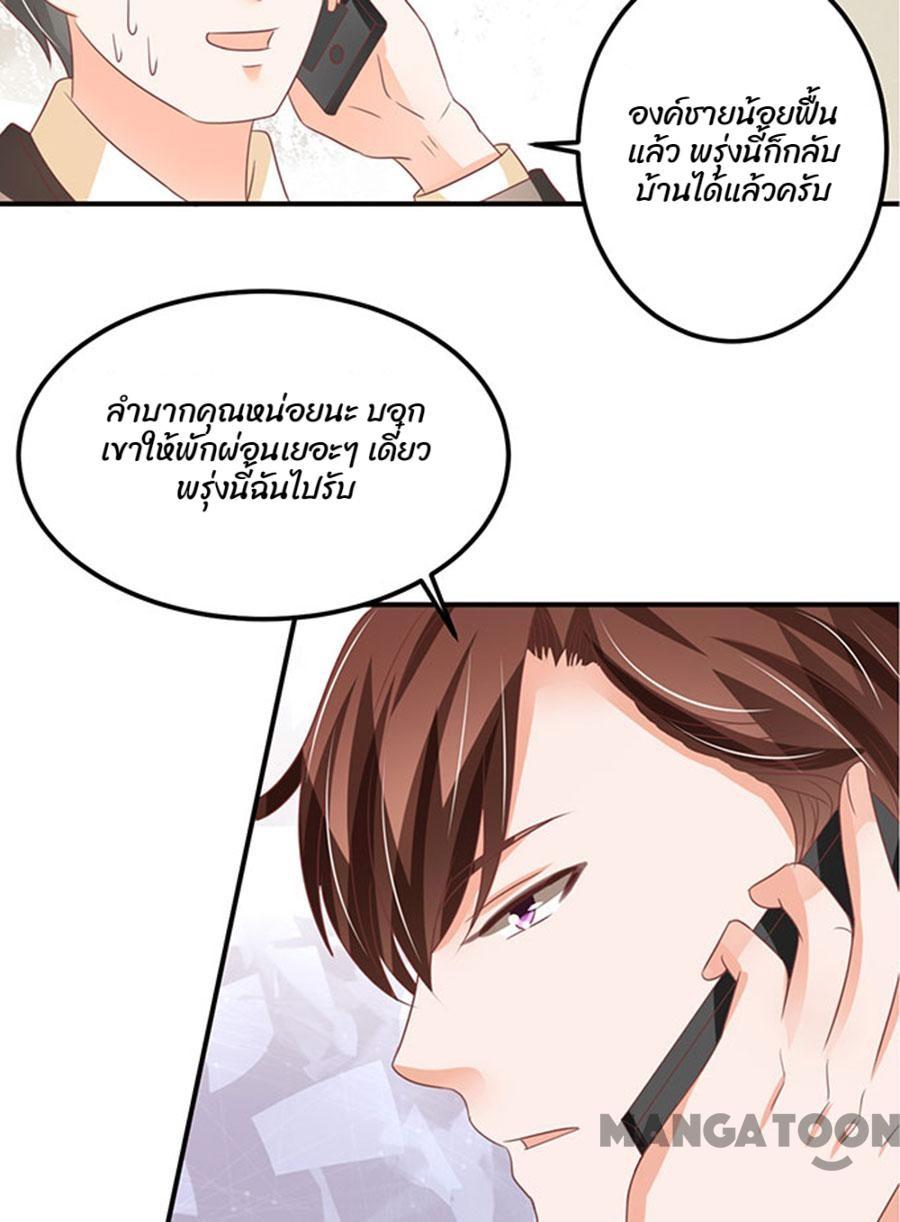 องค์ชายน้อยฟื้น
แล้ว พรุ่งนี้ก็กลับ
บ้านได้แล้วครับ
ลำบากคุณหน่อยนะ บอก
เขาให้พักผ่อนเยอะๆ เดี๋ยว
พรุ่งนี้ฉันไปรับ
MANGATOON